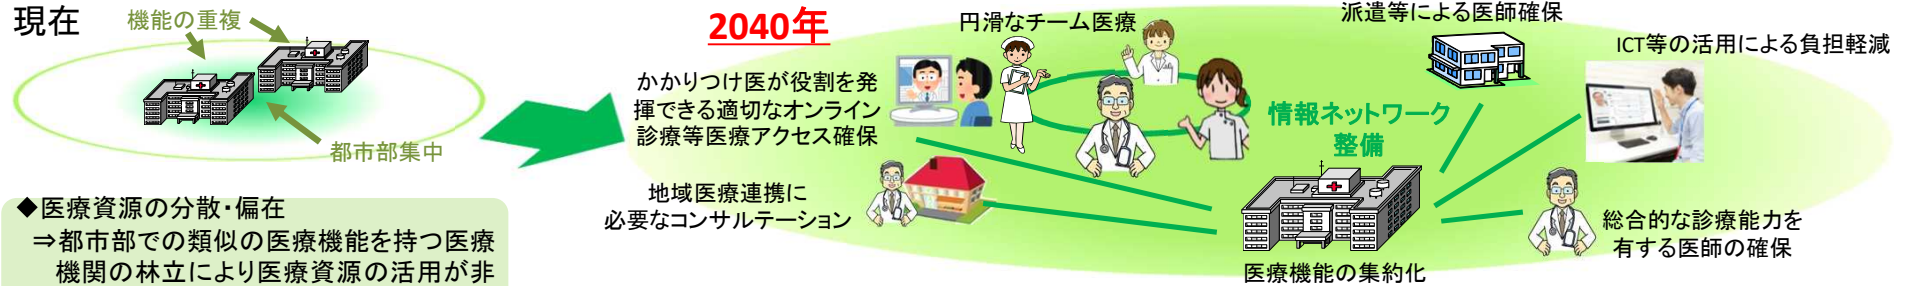 現在
機能の重複
都市部集中
◆医療資源の分散・偏在
⇒都市部での類似の医療機能を持つ医療
機関の林立により医療資源の活用が非
2040年
円滑なチーム医療
かかりつけ医が役割を発
揮できる適切なオンライン
診療等医療アクセス確保
地域医療連携に
必要なコンサルテーション
派遣等による医師確保
ICT等の活用による負担軽減
情報ネットワーク
整備
総合的な診療能力を
有する医師の確保
医療機能の集約化